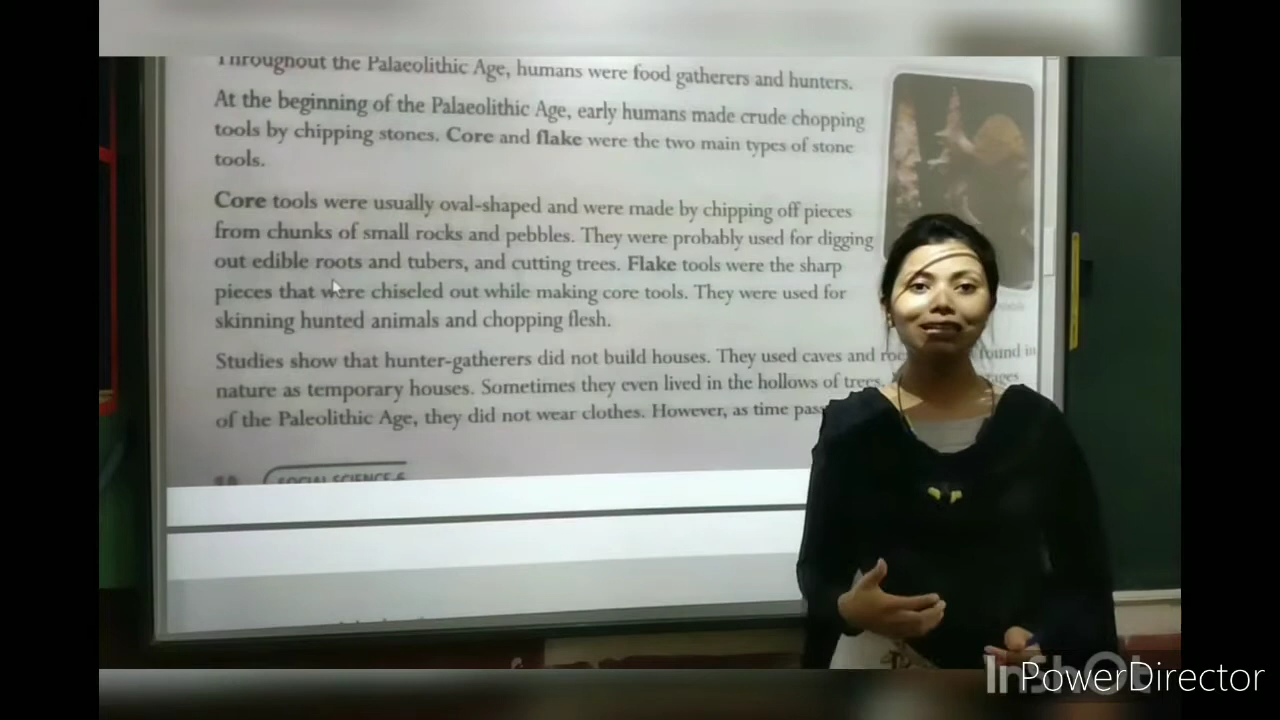 Throughout the Palaeolithic Age, humans were food gatherers and hunters.
At the beginning of the Palaeolithic Age, early humans made crude chopping
tools by chipping stones. Core and flake were the two main types of stone
tools.
Core tools were usually oval-shaped and were made by chipping off pieces
from chunks of small rocks and pebbles. They were probably used for digging
out edible roots and tubers, and cutting trees. Flake tools were the sharp
pieces that were chiseled out while making core tools. They were used for
skinning hunted animals and chopping flesh.
Studies show that hunter-gatherers did not build houses. They used caves and found in
nature as temporary houses. Sometimes they even lived in the hollows of trees.
of the Paleolithic Age, they did not wear clothes. However, as time
SOCIAL SCIENCE-6
InShOt
PowerDirector